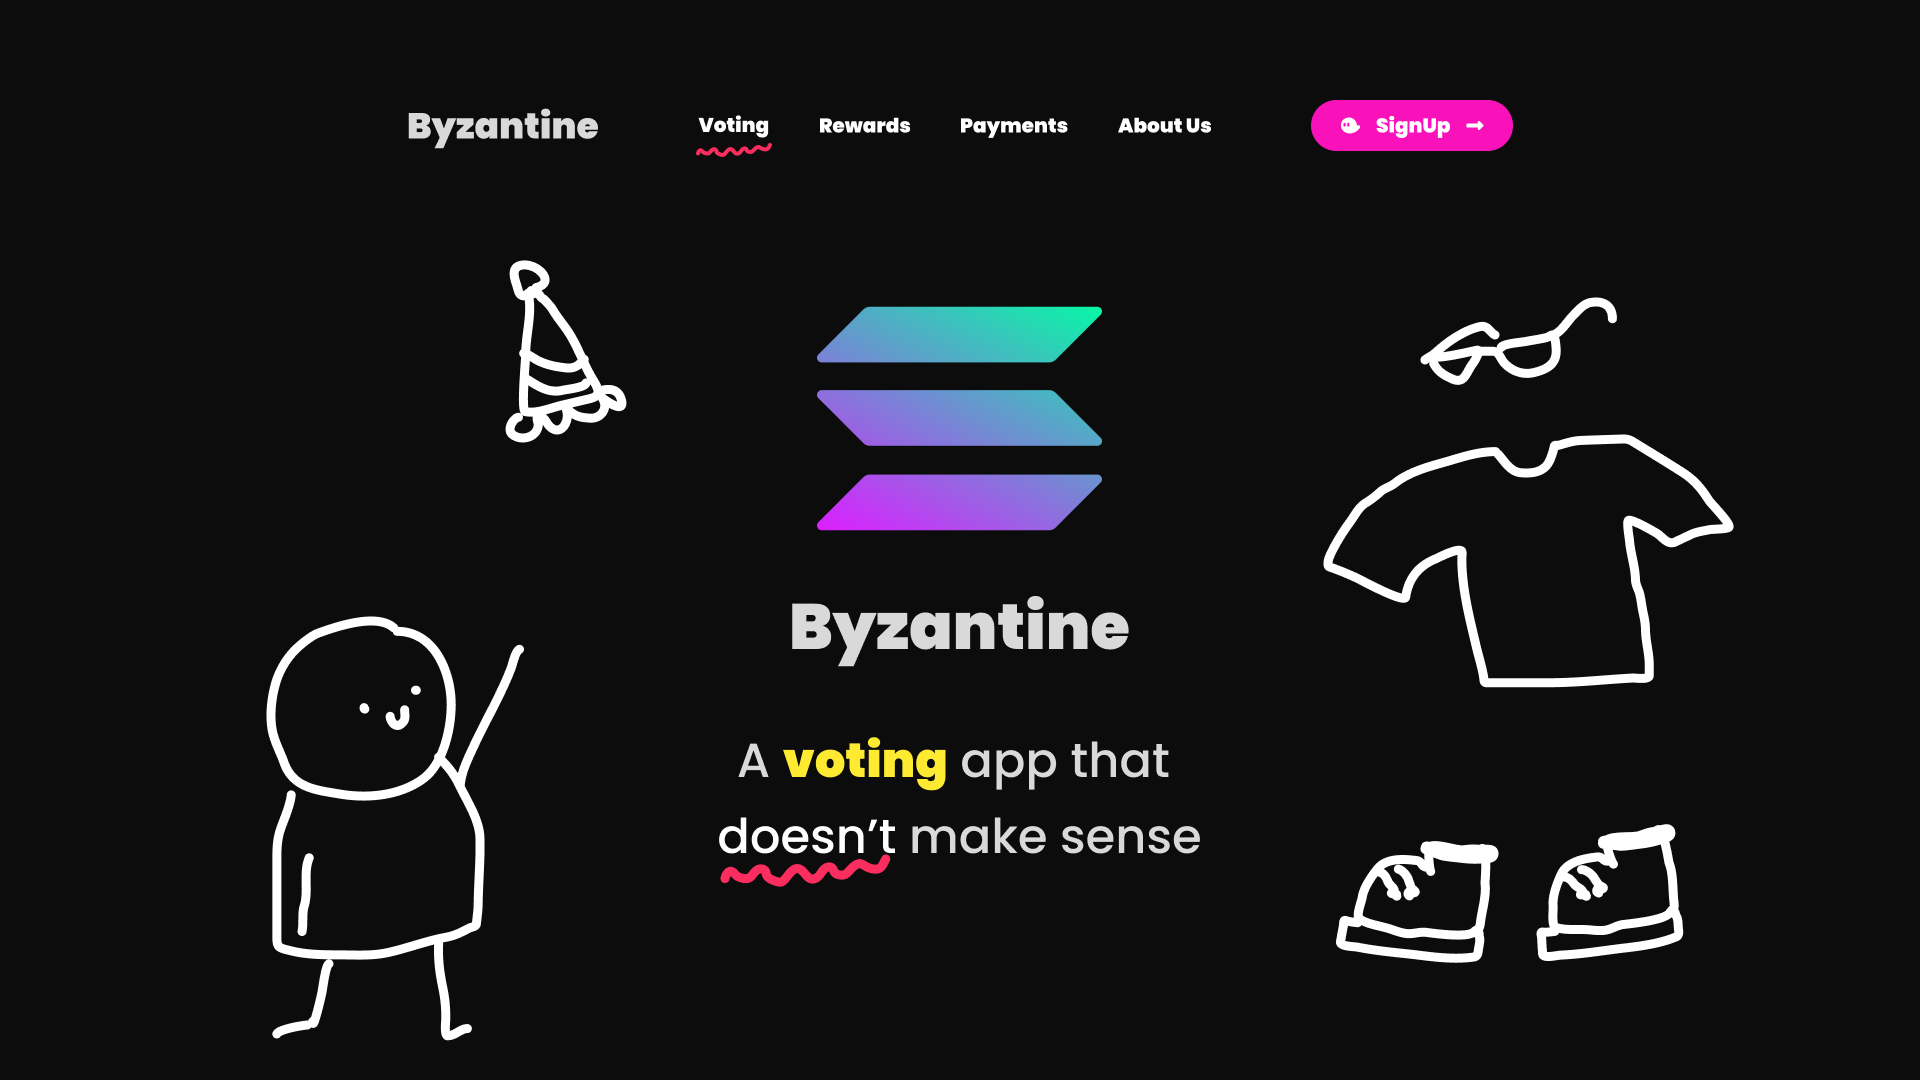 Byzantine Voting Rewards Payments About Us SignUp
Byzantine
A voting app that
doesn’t make sense